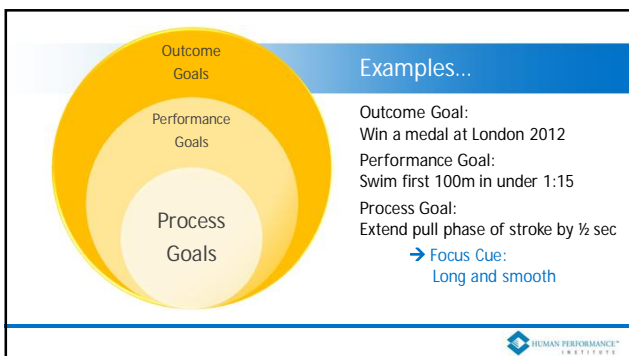 Outcome
Goals
Performance
Goals
Process
Goals
Examples...
Outcome Goal:
Win a medal at London 2012
Performance Goal:
Swim first 100m in under 1:15
Process Goal:
Extend pull phase of stroke by ½ sec
→ Focus Cue:
Long and smooth
HUMAN PERFORMANCE™
INSTITUTE